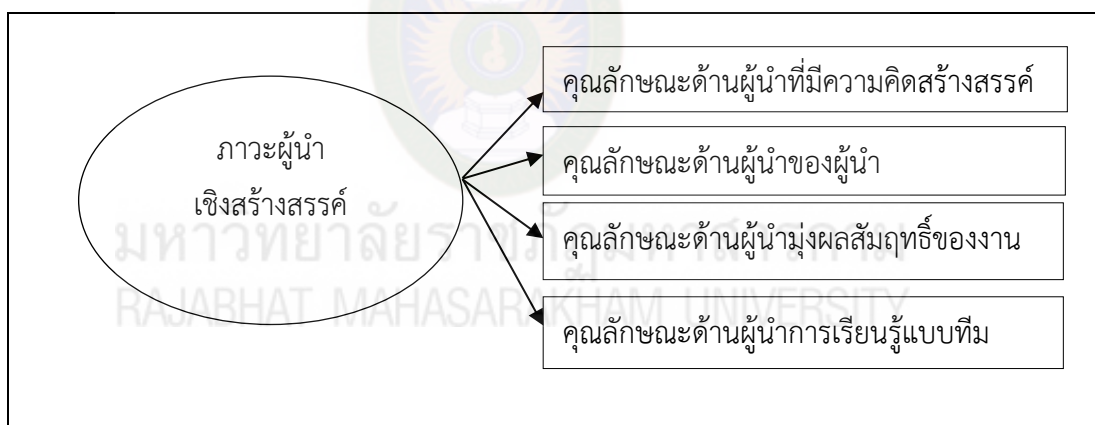 ภาวะผู้นำ
เชิงสร้างสรรค์
คุณลักษณะด้านผู้นำที่มีความคิดสร้างสรรค์
คุณลักษณะด้านผู้นำของผู้นำ
คุณลักษณะด้านผู้นำมุ่งผลสัมฤทธิ์ของงาน
คุณลักษณะด้านผู้นำการเรียนรู้แบบทีม
มหาวิทยาลัยราชภัฏมหาสารคาม
RAJABHAT MAHASARAKHAM UNIVERSITY